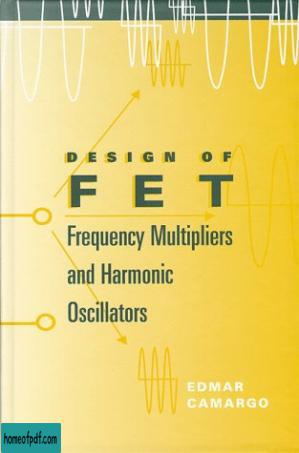 DESIGN OF
FET
Frequency Multipliers
and Harmonic
Oscillators
EDMAR
CAMARGO
homeofpdf.com